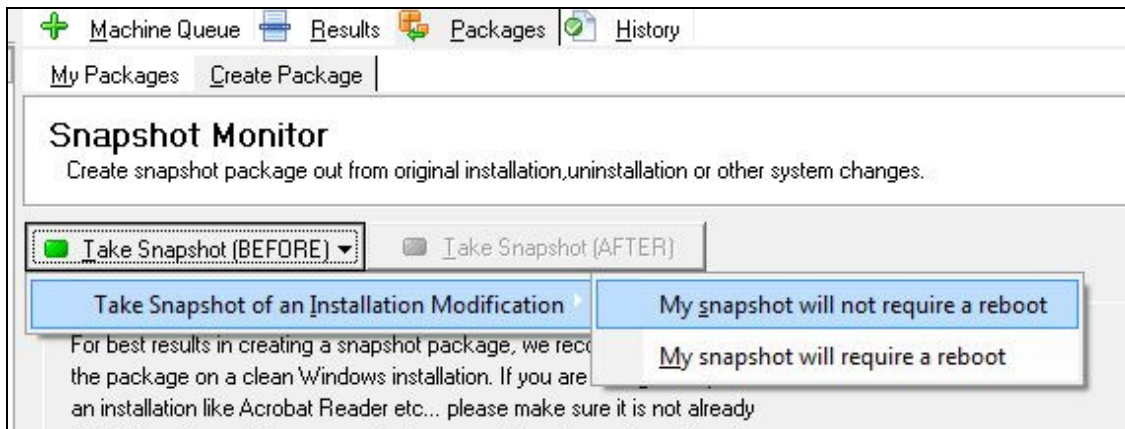 Machine Queue Results Packages History
My Packages Create Package
Snapshot Monitor
Create snapshot package out from original installation,uninstallation or other system changes.
Take Snapshot (BEFORE) Take Snapshot (AFTER)
Take Snapshot of an Installation Modification
My snapshot will not require a reboot
My snapshot will require a reboot
For best results in creating a snapshot package, we
the package on a clean Windows installation. If you are
an installation like Acrobat Reader etc... please make sure it is not already